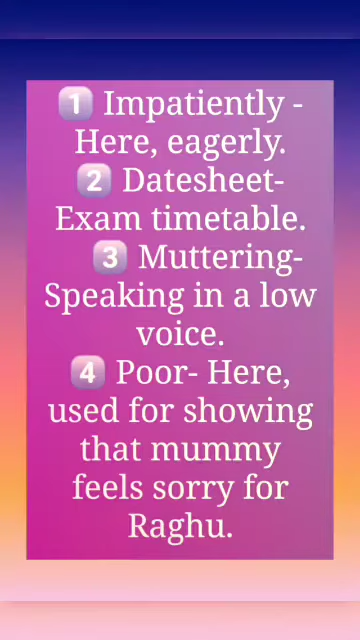 1️⃣ Impatiently -
Here, eagerly.
2️⃣ Datesheet-
Exam timetable.
3️⃣ Muttering-
Speaking in a low
voice.
4️⃣ Poor- Here,
used for showing
that mummy
feels sorry for
Raghu.